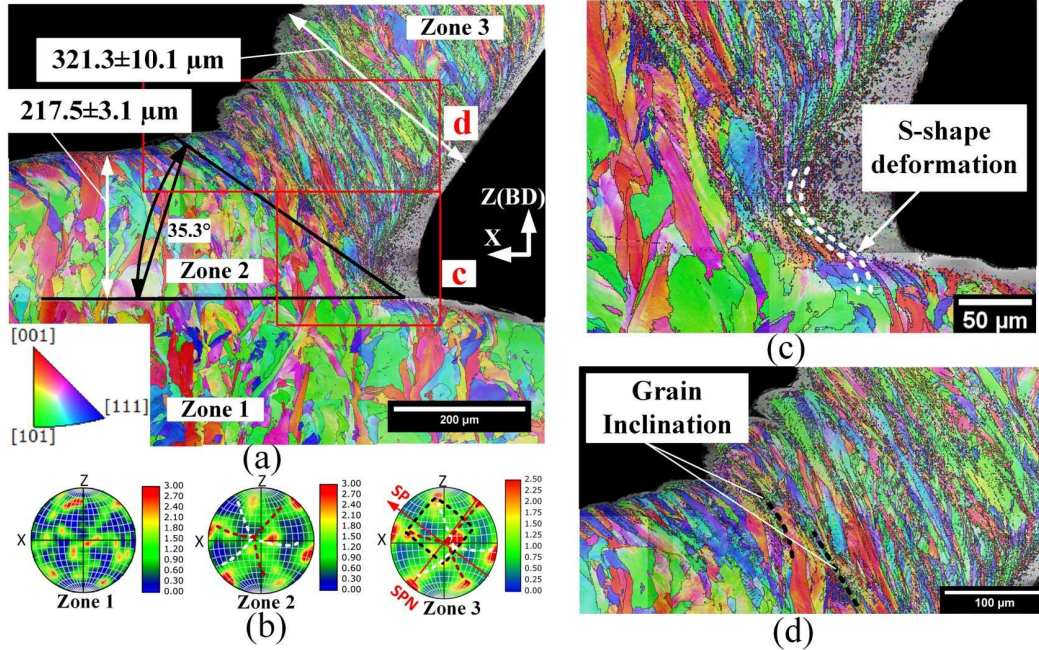 Zone 3
321.3±10.1 μm
217.5±3.1 μm
d
35.3°
Z(BD)
X
Zone 2
c
[001]
[111]
[101]
Zone 1
200 μm
(a)
S-shape
deformation
50 μm
(c)
Grain
Inclination
100 μm
(d)
Z
X
3.00
2.70
2.40
2.10
1.80
1.50
1.20
0.90
0.60
0.30
0.00
Zone 1
Z
X
3.00
2.70
2.40
2.10
1.80
1.50
1.20
0.90
0.60
0.30
0.00
Zone 2
Z
SP
X
SPN
2.50
2.25
2.00
1.75
1.50
1.25
1.00
0.75
0.50
0.25
0.00
Zone 3
(b)